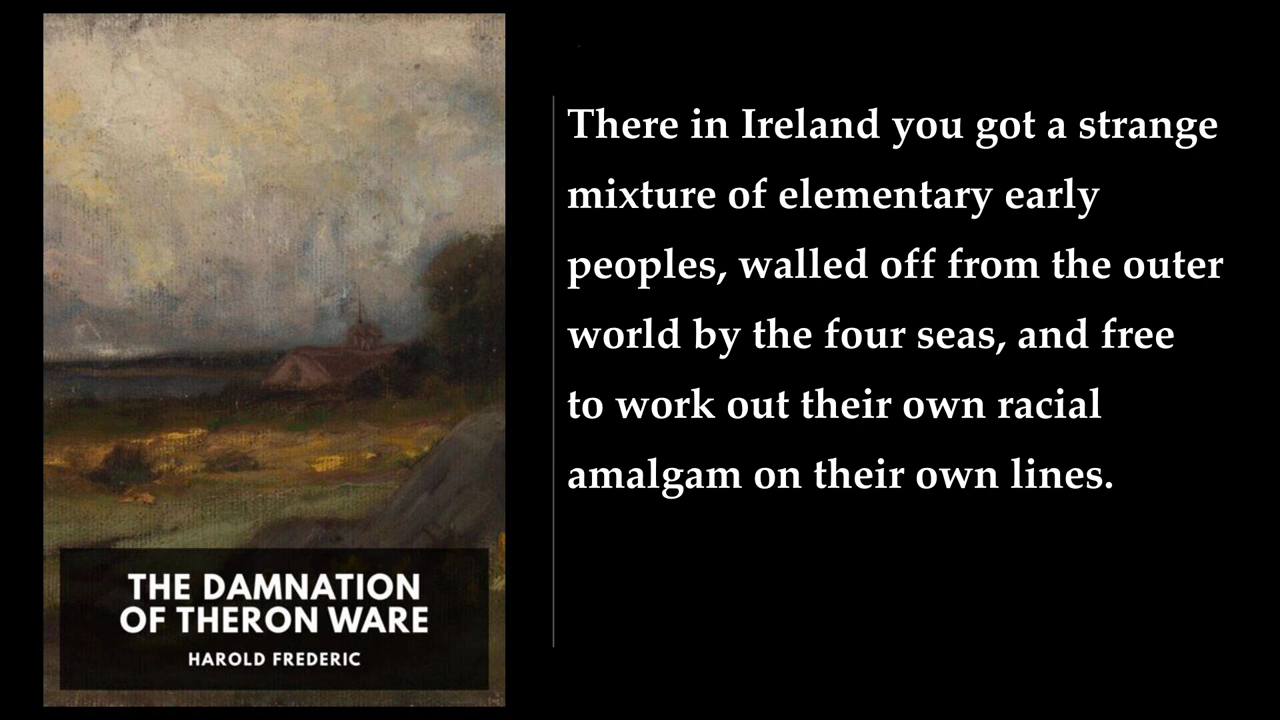 There in Ireland you got a strange
mixture of elementary early
peoples, walled off from the outer
world by the four seas, and free
to work out their own racial
amalgam on their own lines.
THE DAMNATION
OF THERON WARE
HAROLD FREDERIC